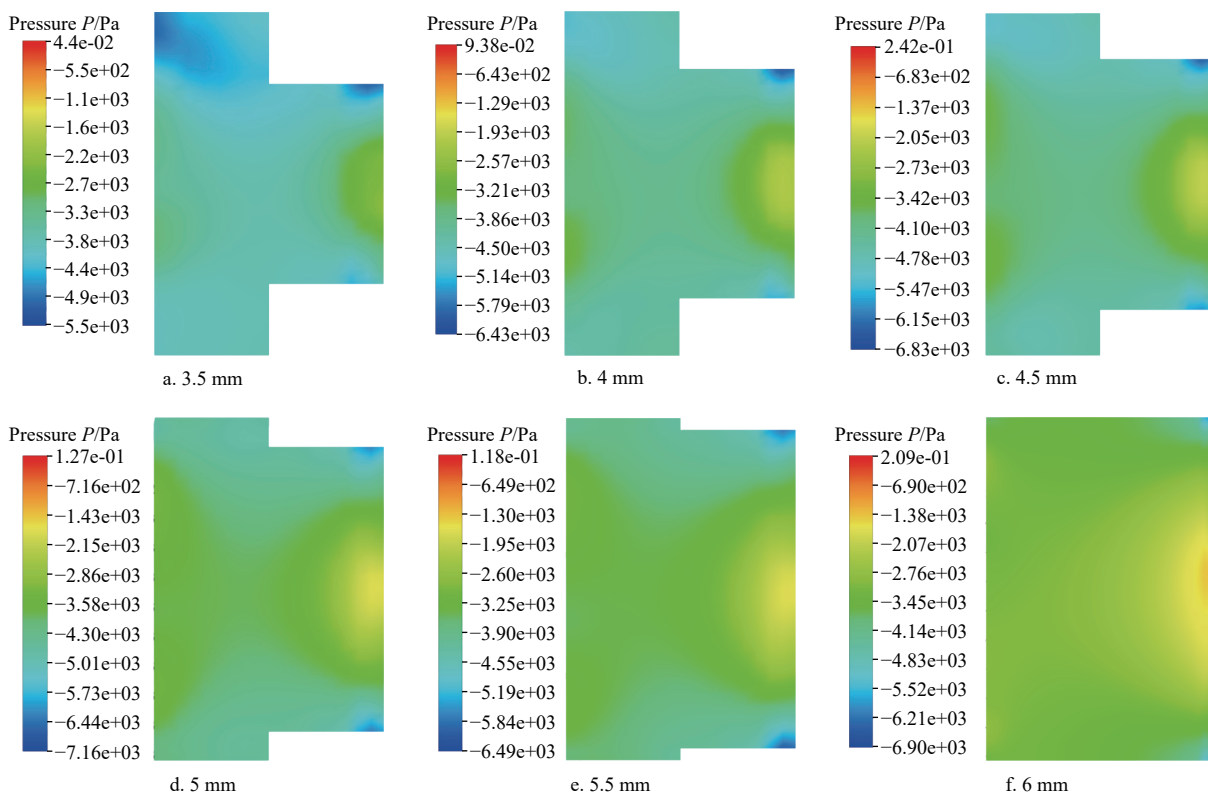 Pressure P/Pa
4.4e-02
−5.5e+02
−1.1e+03
−1.6e+03
−2.2e+03
−2.7e+03
−3.3e+03
−3.8e+03
−4.4e+03
−4.9e+03
−5.5e+03
a. 3.5 mm
Pressure P/Pa
9.38e-02
−6.43e+02
−1.29e+03
−1.93e+03
−2.57e+03
−3.21e+03
−3.86e+03
−4.50e+03
−5.14e+03
−5.79e+03
−6.43e+03
b. 4 mm
Pressure P/Pa
2.42e-01
−6.83e+02
−1.37e+03
−2.05e+03
−2.73e+03
−3.42e+03
−4.10e+03
−4.78e+03
−5.47e+03
−6.15e+03
−6.83e+03
c. 4.5 mm
Pressure P/Pa
1.27e-01
−7.16e+02
−1.43e+03
−2.15e+03
−2.86e+03
−3.58e+03
−4.30e+03
−5.01e+03
−5.73e+03
−6.44e+03
−7.16e+03
d. 5 mm
Pressure P/Pa
1.18e-01
−6.49e+02
−1.30e+03
−1.95e+03
−2.60e+03
−3.25e+03
−3.90e+03
−4.55e+03
−5.19e+03
−5.84e+03
−6.49e+03
e. 5.5 mm
Pressure P/Pa
2.09e-01
−6.90e+02
−1.38e+03
−2.07e+03
−2.76e+03
−3.45e+03
−4.14e+03
−4.83e+03
−5.52e+03
−6.21e+03
−6.90e+03
f. 6 mm